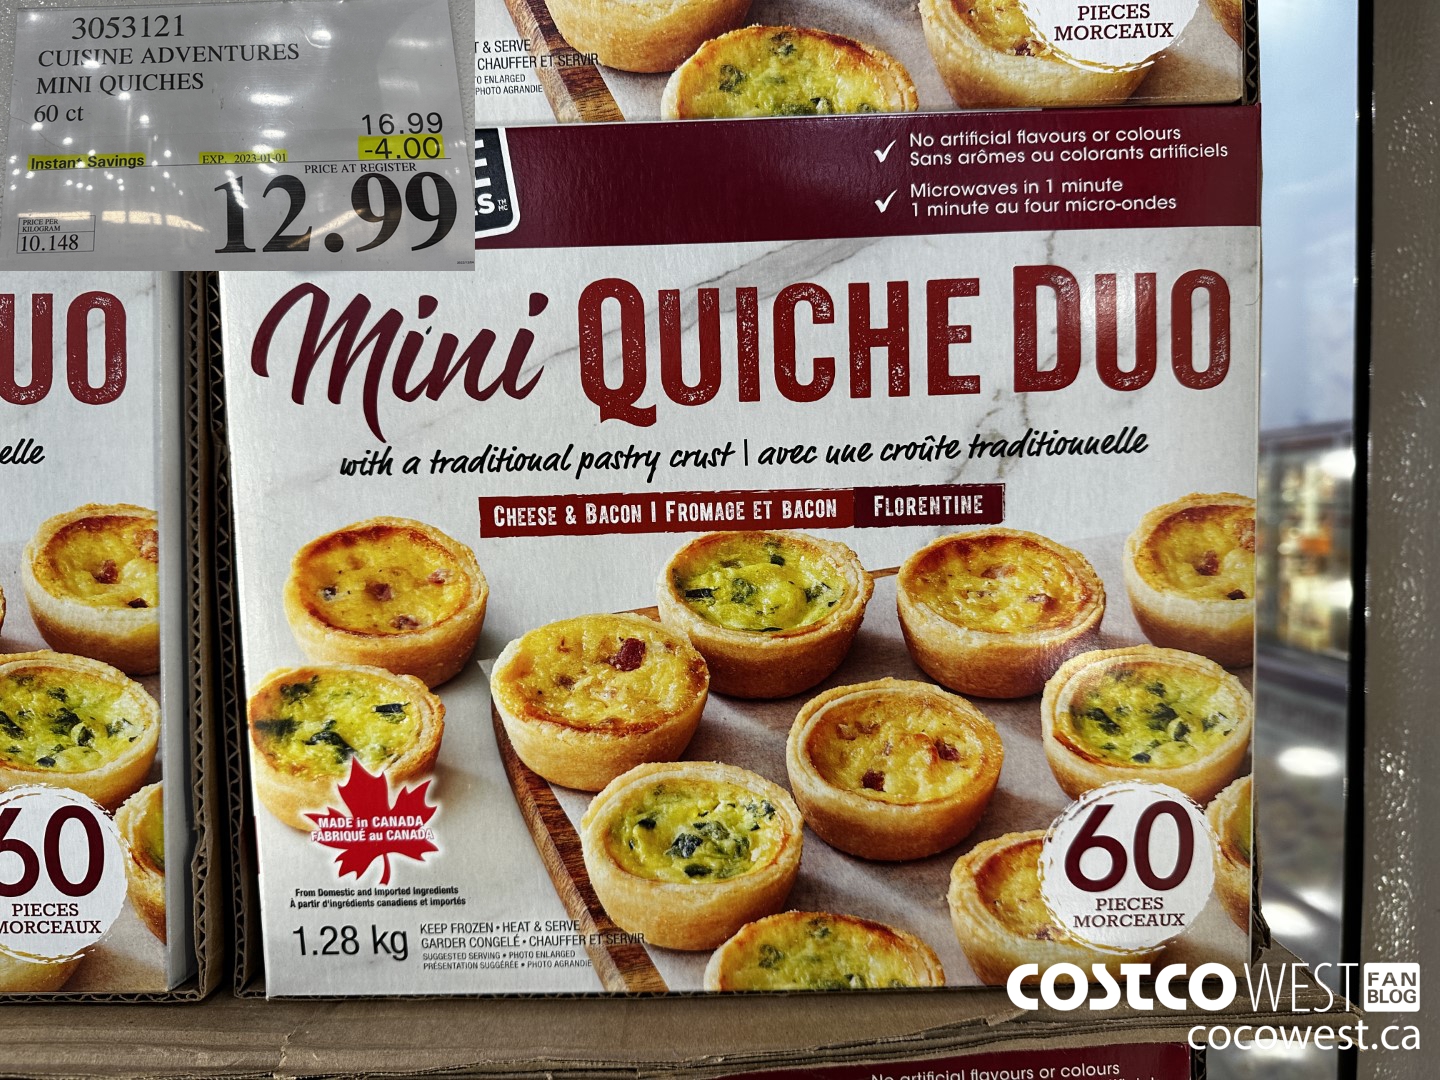 3053121
CUISINE ADVENTURES
MINI QUICHES
60 ct
16.99
Instant Savings EXP. 2023-01-01 -4.00
PRICE AT REGISTER
12.99
PRICE PER
KILOGRAM
10.148
PIECES
MORCEAUX
& SERVE
CHAUFFER ET SERVIR
ENLARGED
PHOTO AGRANDIE
No artificial flavours or colours
Sans arômes ou colorants artificiels
Microwaves in 1 minute
1 minute au four micro-ondes
Mini QUICHE DUO
with a traditional pastry crust | avec une croûte traditionnelle
CHEESE & BACON | FROMAGE ET BACON FLORENTINE
MADE in CANADA
FABRIQUÉ au CANADA
From Domestic and Imported Ingredients
À partir d'ingrédients canadiens et importés
1.28 kg
KEEP FROZEN • HEAT & SERVE
GARDER CONGELÉ • CHAUFFER ET SERVIR
SUGGESTED SERVING • PHOTO ENLARGED
PRÉSENTATION SUGGÉRÉE • PHOTO AGRANDIE
60
PIECES
MORCEAUX
UO
elle
60
PIECES
MORCEAUX
COSTCO WEST FAN BLOG
cocowest.ca
No artificial flavours or colours